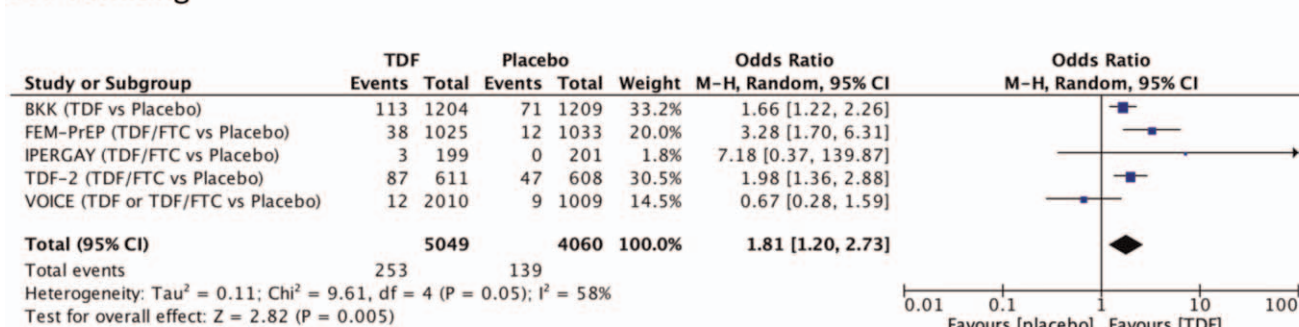 TDF Placebo Odds Ratio Odds Ratio
Study or Subgroup Events Total Events Total Weight M-H, Random, 95% CI M-H, Random, 95% CI
BKK (TDF vs Placebo) 113 1204 71 1209 33.2% 1.66 [1.22, 2.26]
FEM-PrEP (TDF/FTC vs Placebo) 38 1025 12 1033 20.0% 3.28 [1.70, 6.31]
IPERGAY (TDF/FTC vs Placebo) 3 199 0 201 1.8% 7.18 [0.37, 139.87]
TDF-2 (TDF/FTC vs Placebo) 87 611 47 608 30.5% 1.98 [1.36, 2.88]
VOICE (TDF or TDF/FTC vs Placebo) 12 2010 9 1009 14.5% 0.67 [0.28, 1.59]
Total (95% CI) 5049 4060 100.0% 1.81 [1.20, 2.73]
Total events 253 139
Heterogeneity: Tau² = 0.11; Chi² = 9.61, df = 4 (P = 0.05); I² = 58%
Test for overall effect: Z = 2.82 (P = 0.005)
0.01 0.1 1 10 100
Favours [placebo] Favours [TDF]